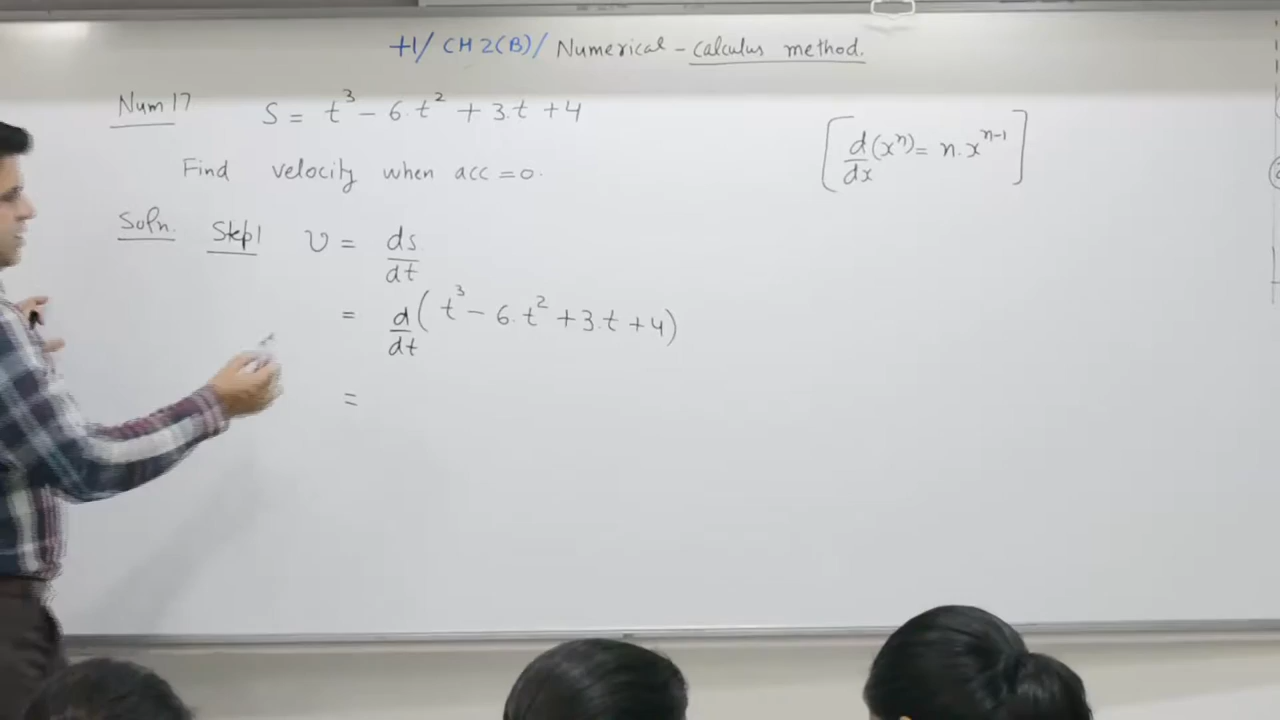 +1/ CH 2(B)/ Numerical - calculus method.
Num 17 S = t³ - 6.t² + 3.t + 4
[d/dx (xⁿ) = n.xⁿ⁻¹]
Find velocity when acc = 0.
Soln. Step1 v = ds/dt
= d/dt (t³ - 6.t² + 3.t + 4)
=